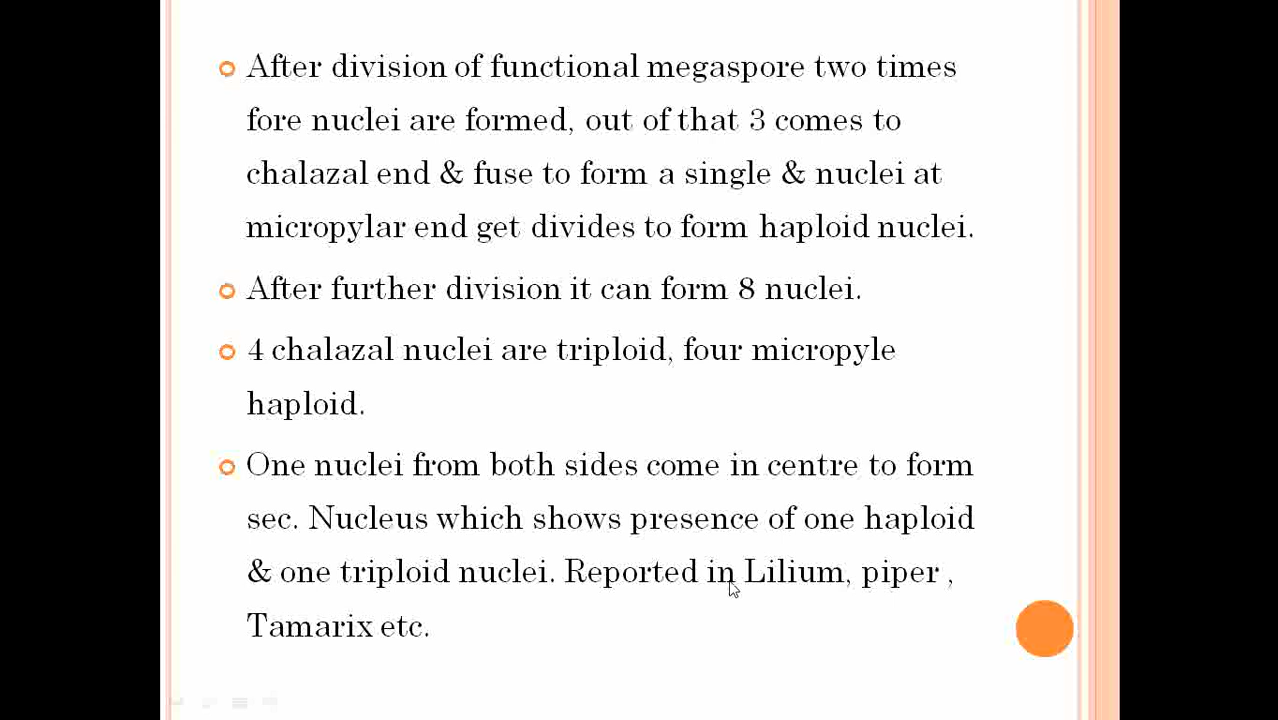 After division of functional megaspore two times
fore nuclei are formed, out of that 3 comes to
chalazal end & fuse to form a single & nuclei at
micropylar end get divides to form haploid nuclei.
After further division it can form 8 nuclei.
4 chalazal nuclei are triploid, four micropyle
haploid.
One nuclei from both sides come in centre to form
sec. Nucleus which shows presence of one haploid
& one triploid nuclei. Reported in Lilium, piper ,
Tamarix etc.